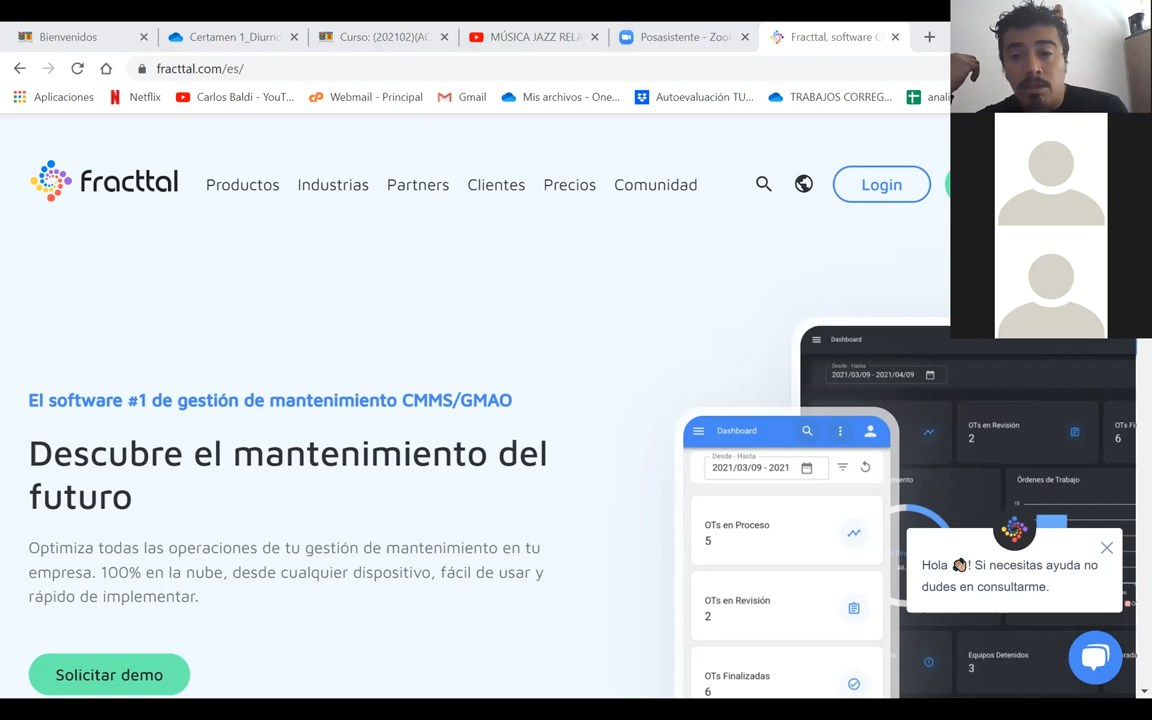 Bienvenidos
Certamen 1_Diurno
Curso: (202102)(AC
MÚSICA JAZZ RELA
Posasistente - Zoom
Fracttal, software C
fracttal.com/es/
Aplicaciones
Netflix
Carlos Baldi - YouT...
Webmail - Principal
Gmail
Mis archivos - One...
Autoevaluación TU...
TRABAJOS CORREG...
anali
fracttal
Productos
Industrias
Partners
Clientes
Precios
Comunidad
Login
El software #1 de gestión de mantenimiento CMMS/GMAO
Descubre el mantenimiento del
futuro
Optimiza todas las operaciones de tu gestión de mantenimiento en tu
empresa. 100% en la nube, desde cualquier dispositivo, fácil de usar y
rápido de implementar.
Solicitar demo
Dashboard
Desde - Hasta
2021/03/09 - 2021/04/09
OTs en Revisión
2
OTs Fi
6
Órdenes de Trabajo
Equipos Detenidos
3
Dashboard
Desde - Hasta
2021/03/09 - 2021
OTs en Proceso
5
OTs en Revisión
2
OTs Finalizadas
6
Hola 👋🏽! Si necesitas ayuda no
dudes en consultarme.